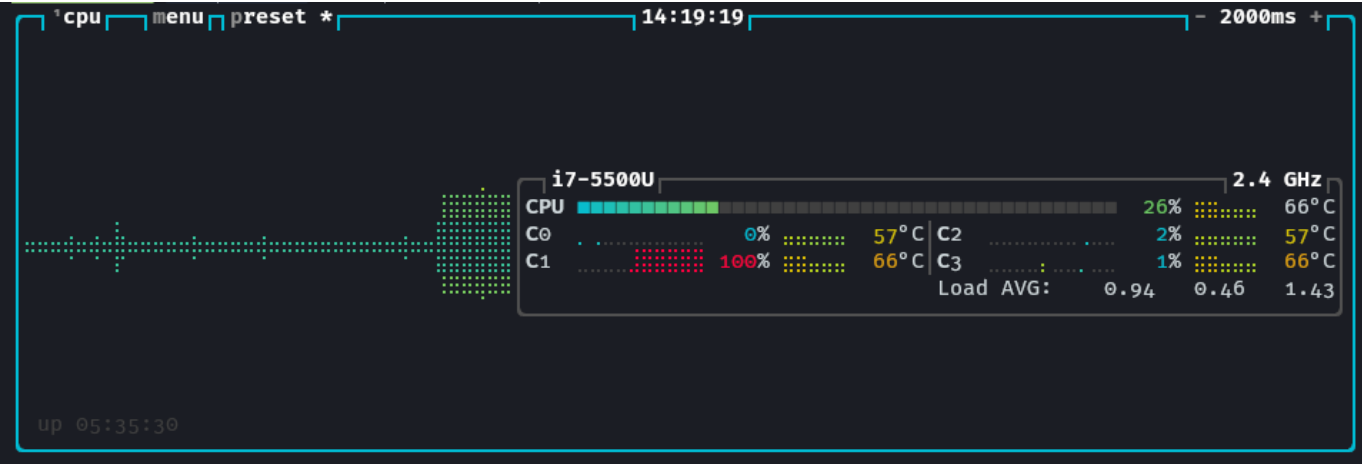 ¹cpu menu preset * 14:19:19 - 2000ms +
i7-5500U 2.4 GHz
CPU 26% 66°C
C0 0% 57°C C2 2% 57°C
C1 100% 66°C C3 1% 66°C
Load AVG: 0.94 0.46 1.43
up 05:35:30